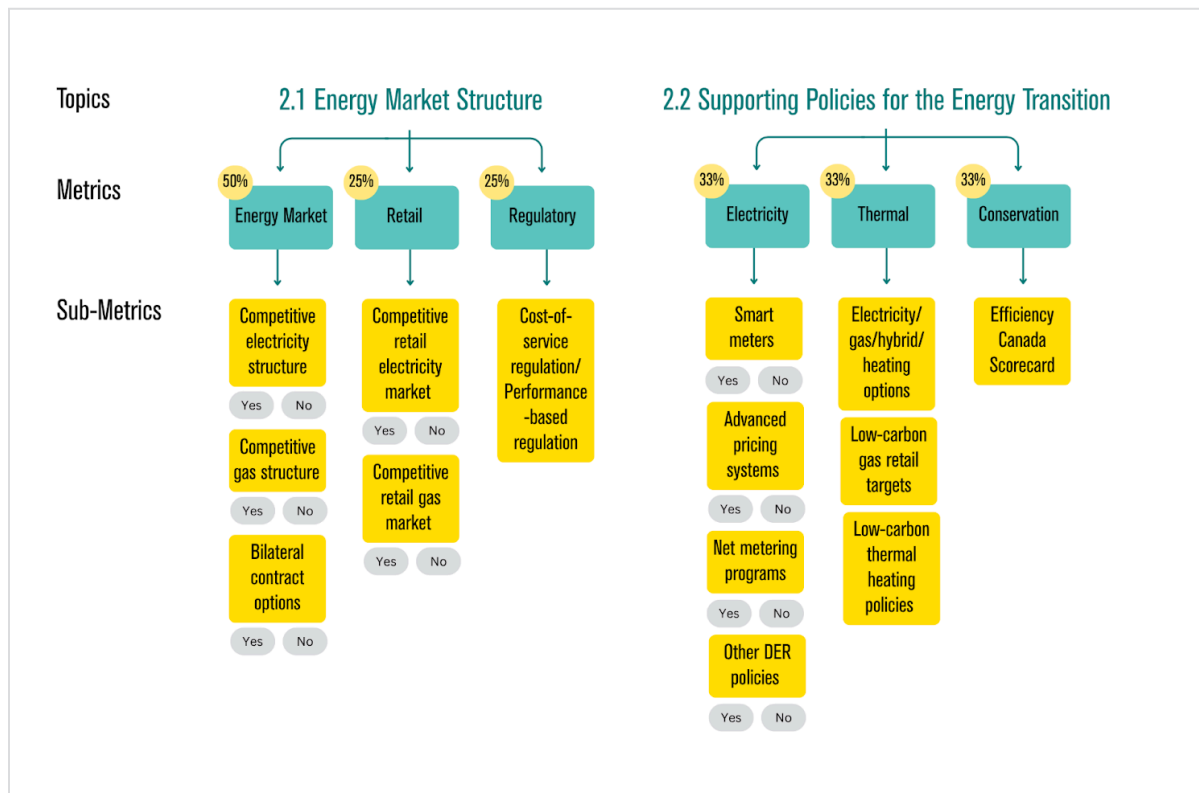 Topics
2.1 Energy Market Structure
2.2 Supporting Policies for the Energy Transition
Metrics
50%
Energy Market
25%
Retail
25%
Regulatory
33%
Electricity
33%
Thermal
33%
Conservation
Sub-Metrics
Competitive
electricity
structure
Yes No
Competitive
gas structure
Yes No
Bilateral
contract
options
Yes No
Competitive
retail
electricity
market
Yes No
Competitive
retail gas
market
Yes No
Cost-of-
service
regulation/
Performance
-based
regulation
Smart
meters
Yes No
Advanced
pricing
systems
Yes No
Net metering
programs
Yes No
Other DER
policies
Yes No
Electricity/
gas/hybrid/
heating
options
Low-carbon
gas retail
targets
Low-carbon
thermal
heating
policies
Efficiency
Canada
Scorecard